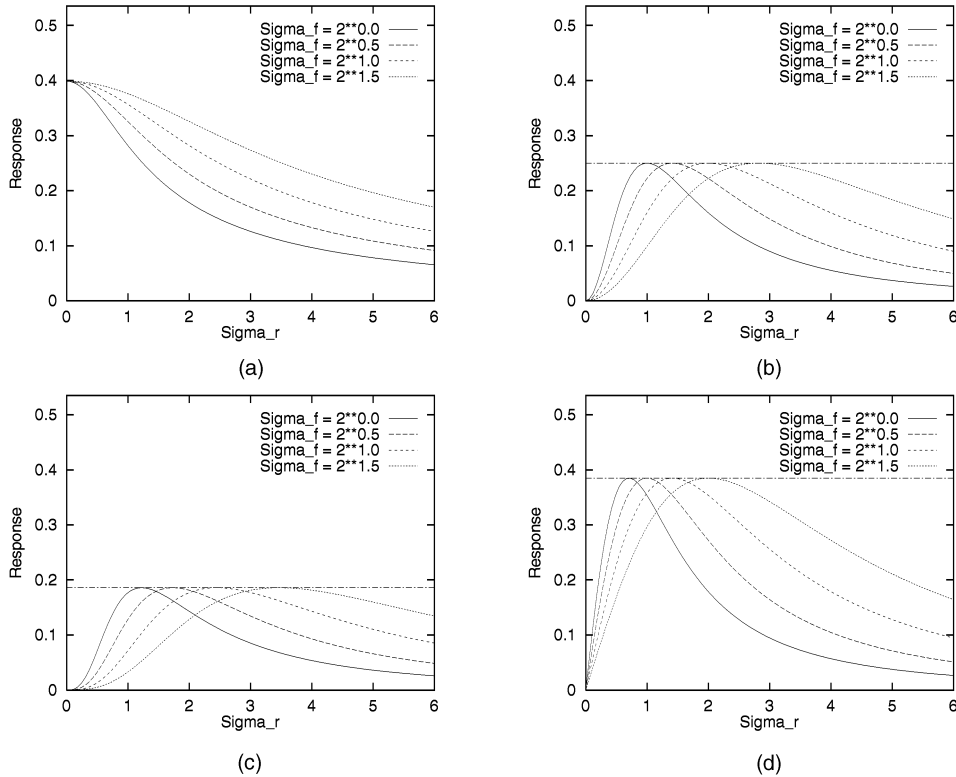 0.5
0.4
0.3
0.2
0.1
0
Response
0 1 2 3 4 5 6
Sigma_r
Sigma_f = 2**0.0
Sigma_f = 2**0.5
Sigma_f = 2**1.0
Sigma_f = 2**1.5
(a)
0.5
0.4
0.3
0.2
0.1
0
Response
0 1 2 3 4 5 6
Sigma_r
Sigma_f = 2**0.0
Sigma_f = 2**0.5
Sigma_f = 2**1.0
Sigma_f = 2**1.5
(b)
0.5
0.4
0.3
0.2
0.1
0
Response
0 1 2 3 4 5 6
Sigma_r
Sigma_f = 2**0.0
Sigma_f = 2**0.5
Sigma_f = 2**1.0
Sigma_f = 2**1.5
(c)
0.5
0.4
0.3
0.2
0.1
0
Response
0 1 2 3 4 5 6
Sigma_r
Sigma_f = 2**0.0
Sigma_f = 2**0.5
Sigma_f = 2**1.0
Sigma_f = 2**1.5
(d)